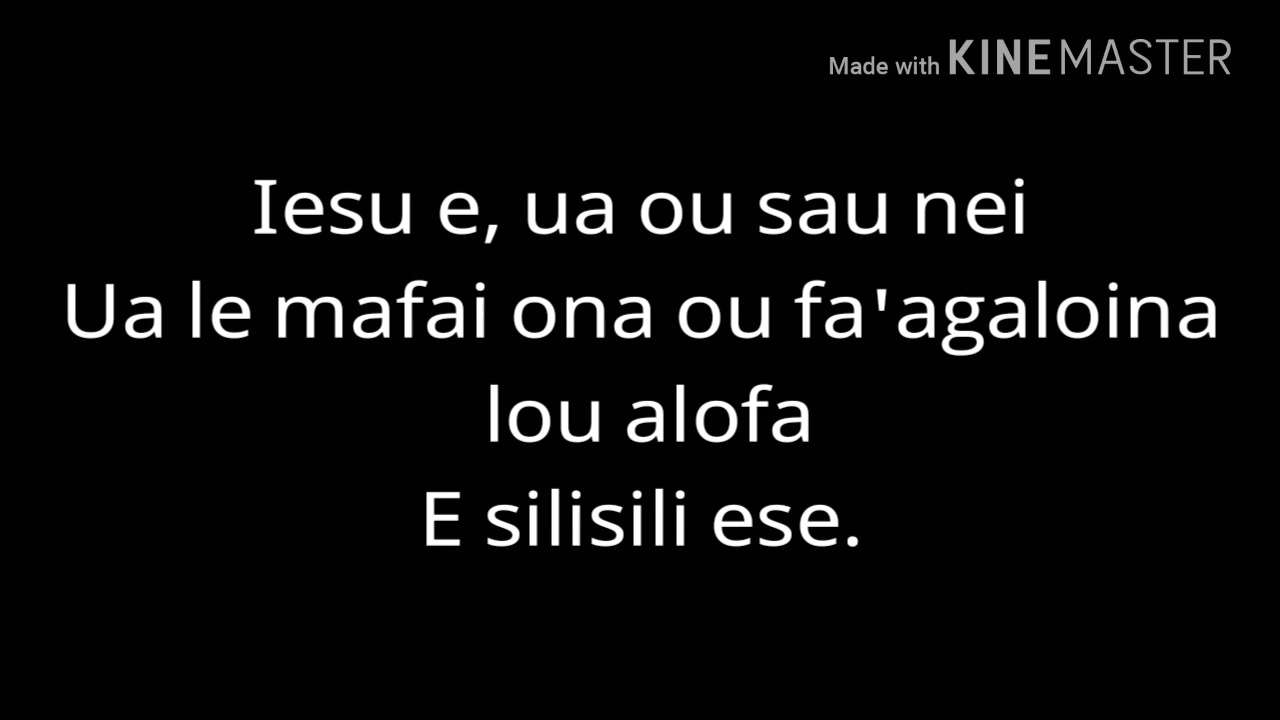 Made with KINEMASTER
Iesu e, ua ou sau nei
Ua le mafai ona ou fa'agaloina
lou alofa
E silisili ese.